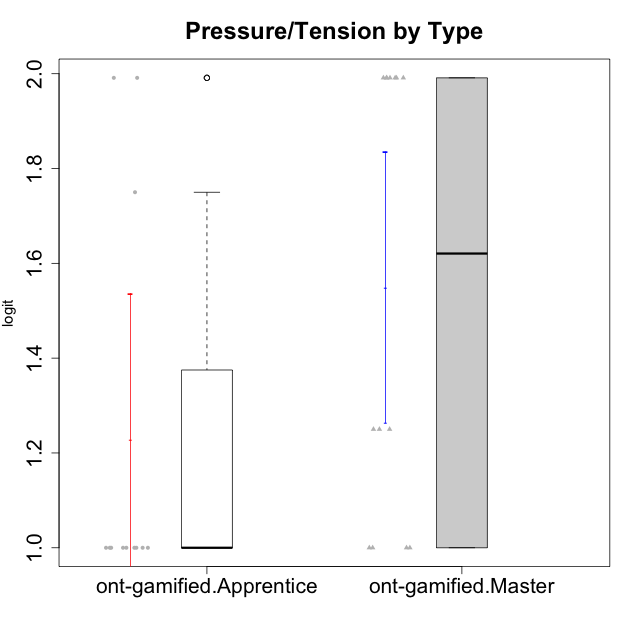 Pressure/Tension by Type
2.0
1.8
1.6
logit
1.4
1.2
1.0
ont-gamified.Apprentice ont-gamified.Master